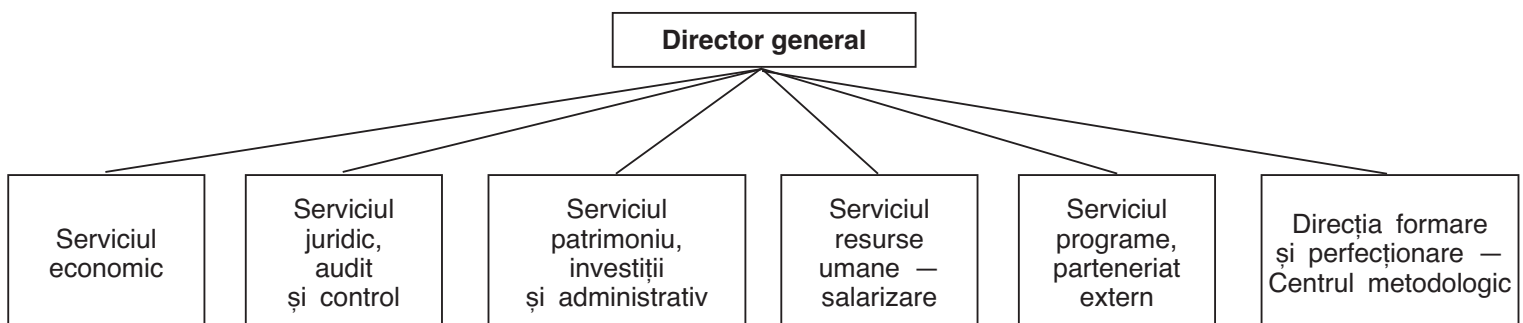 Director general
Serviciul
economic
Serviciul
juridic,
audit
și control
Serviciul
patrimoniu,
investiții
și administrativ
Serviciul
resurse
umane —
salarizare
Serviciul
programe,
parteneriat
extern
Direcția formare
și perfecționare —
Centrul metodologic